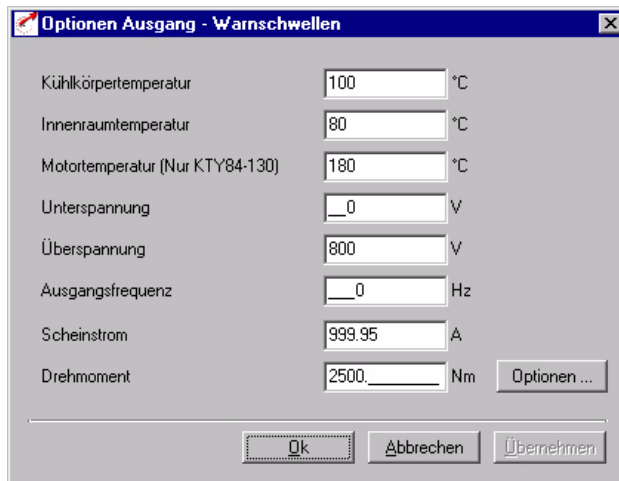 Optionen Ausgang - Warnschwellen
Kühlkörpertemperatur 100 °C
Innenraumtemperatur 80 °C
Motortemperatur (Nur KTY84-130) 180 °C
Unterspannung __0 V
Überspannung 800 V
Ausgangsfrequenz ___0 Hz
Scheinstrom 999.95 A
Drehmoment 2500.________ Nm Optionen ...
Ok Abbrechen Übernehmen